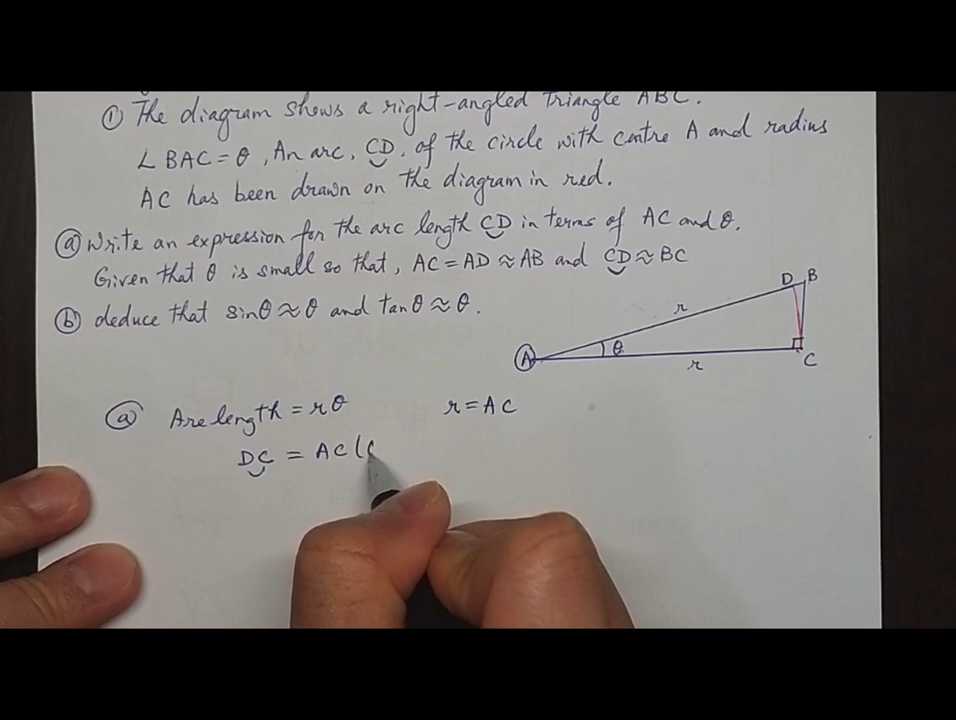 ① The diagram shows a right-angled triangle ABC.
∠BAC = θ, An arc, CD, of the circle with centre A and radius
AC has been drawn on the diagram in red.
ⓐ Write an expression for the arc length CD in terms of AC and θ.
Given that θ is small so that, AC = AD ≈ AB and CD ≈ BC
ⓑ deduce that sinθ ≈ θ and tanθ ≈ θ.
D B
r
A θ
r C
ⓐ Arc length = rθ r = AC
DC = AC (